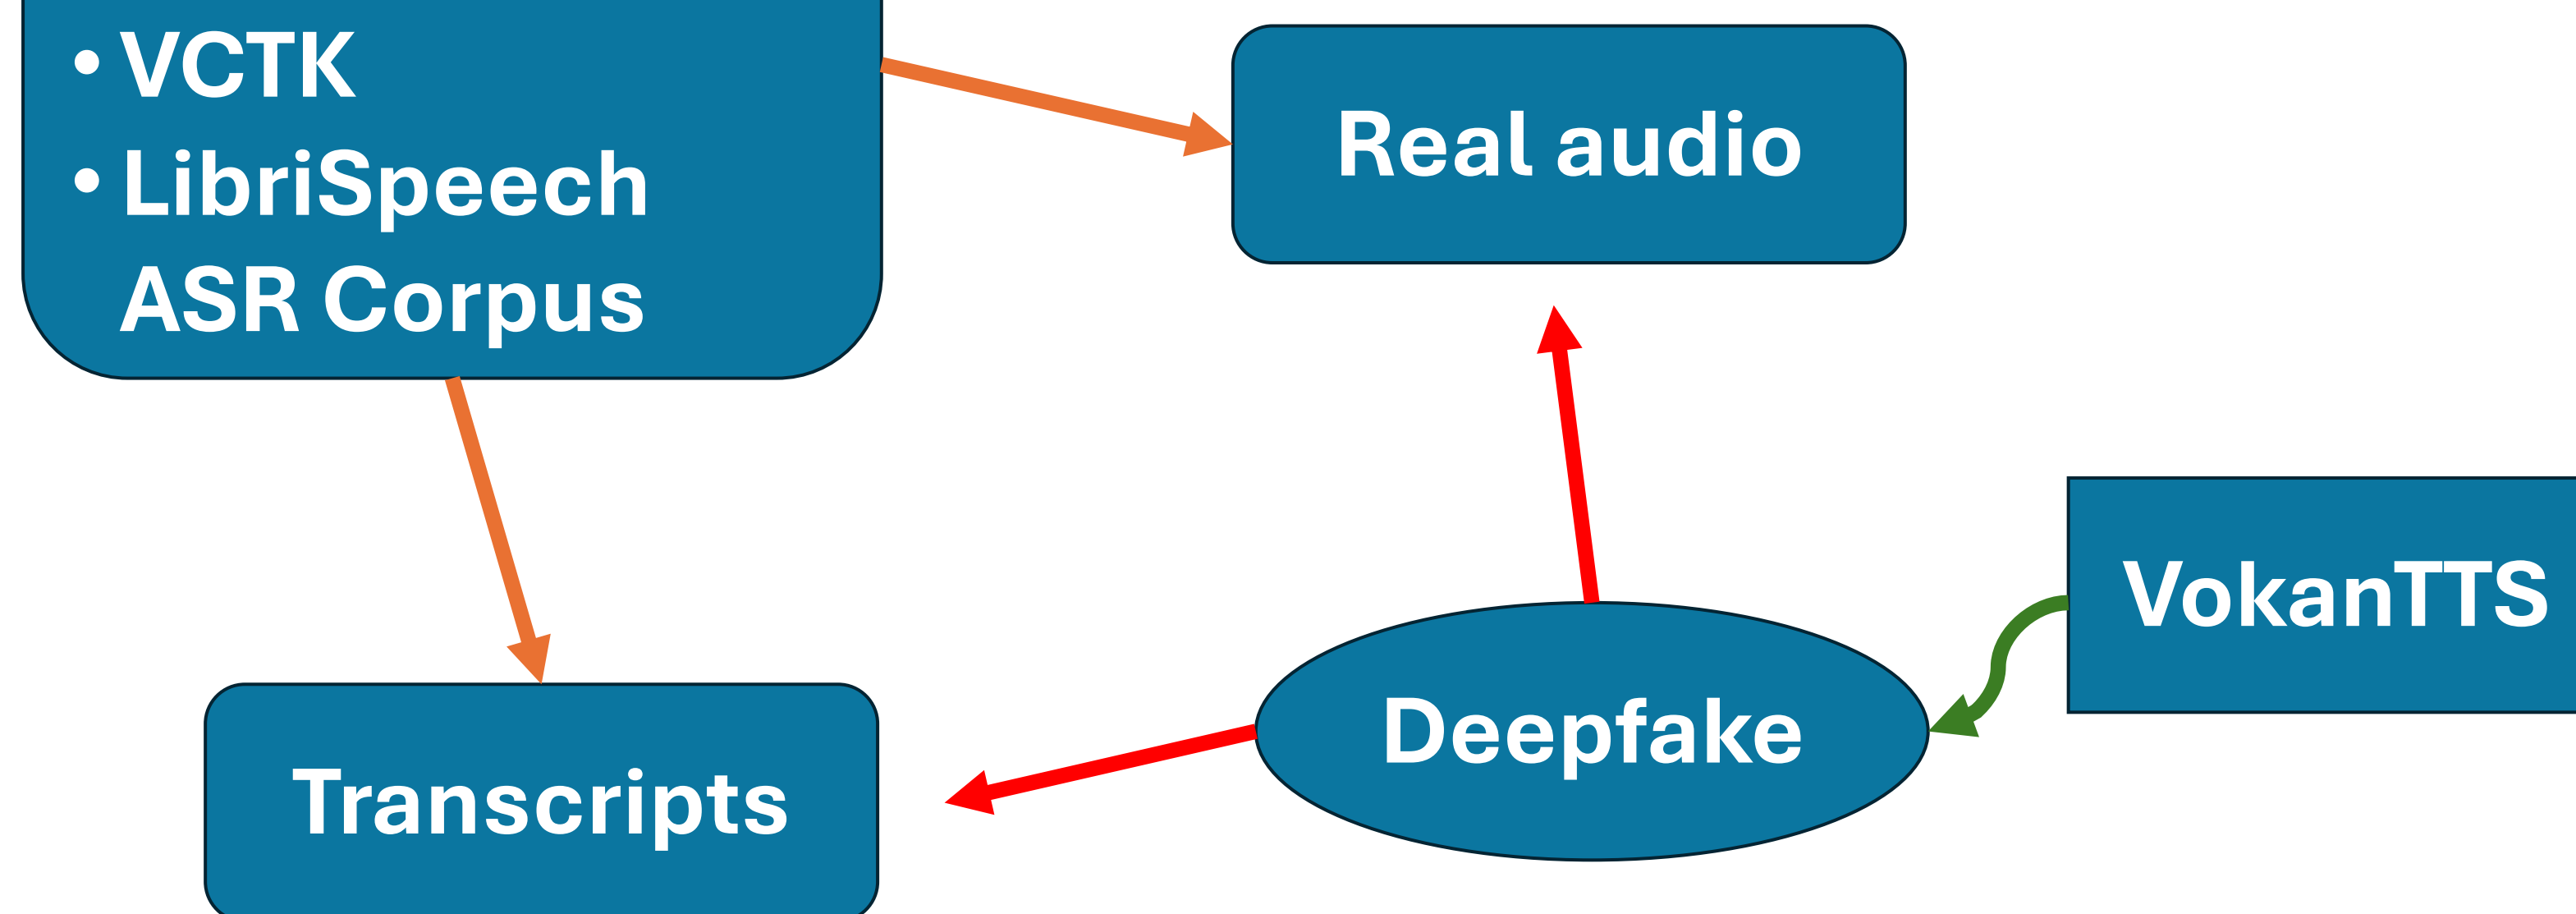 • VCTK
• LibriSpeech
ASR Corpus
Real audio
VokanTTS
Deepfake
Transcripts